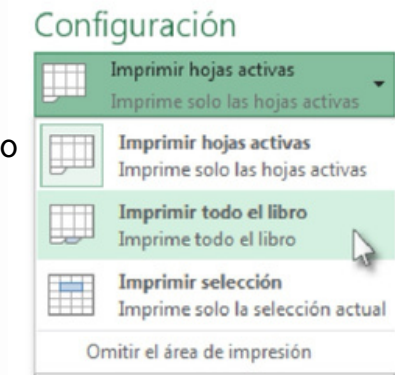 Configuración
Imprimir hojas activas
Imprime solo las hojas activas
o
Imprimir hojas activas
Imprime solo las hojas activas
Imprimir todo el libro
Imprime todo el libro
Imprimir selección
Imprime solo la selección actual
Omitir el área de impresión